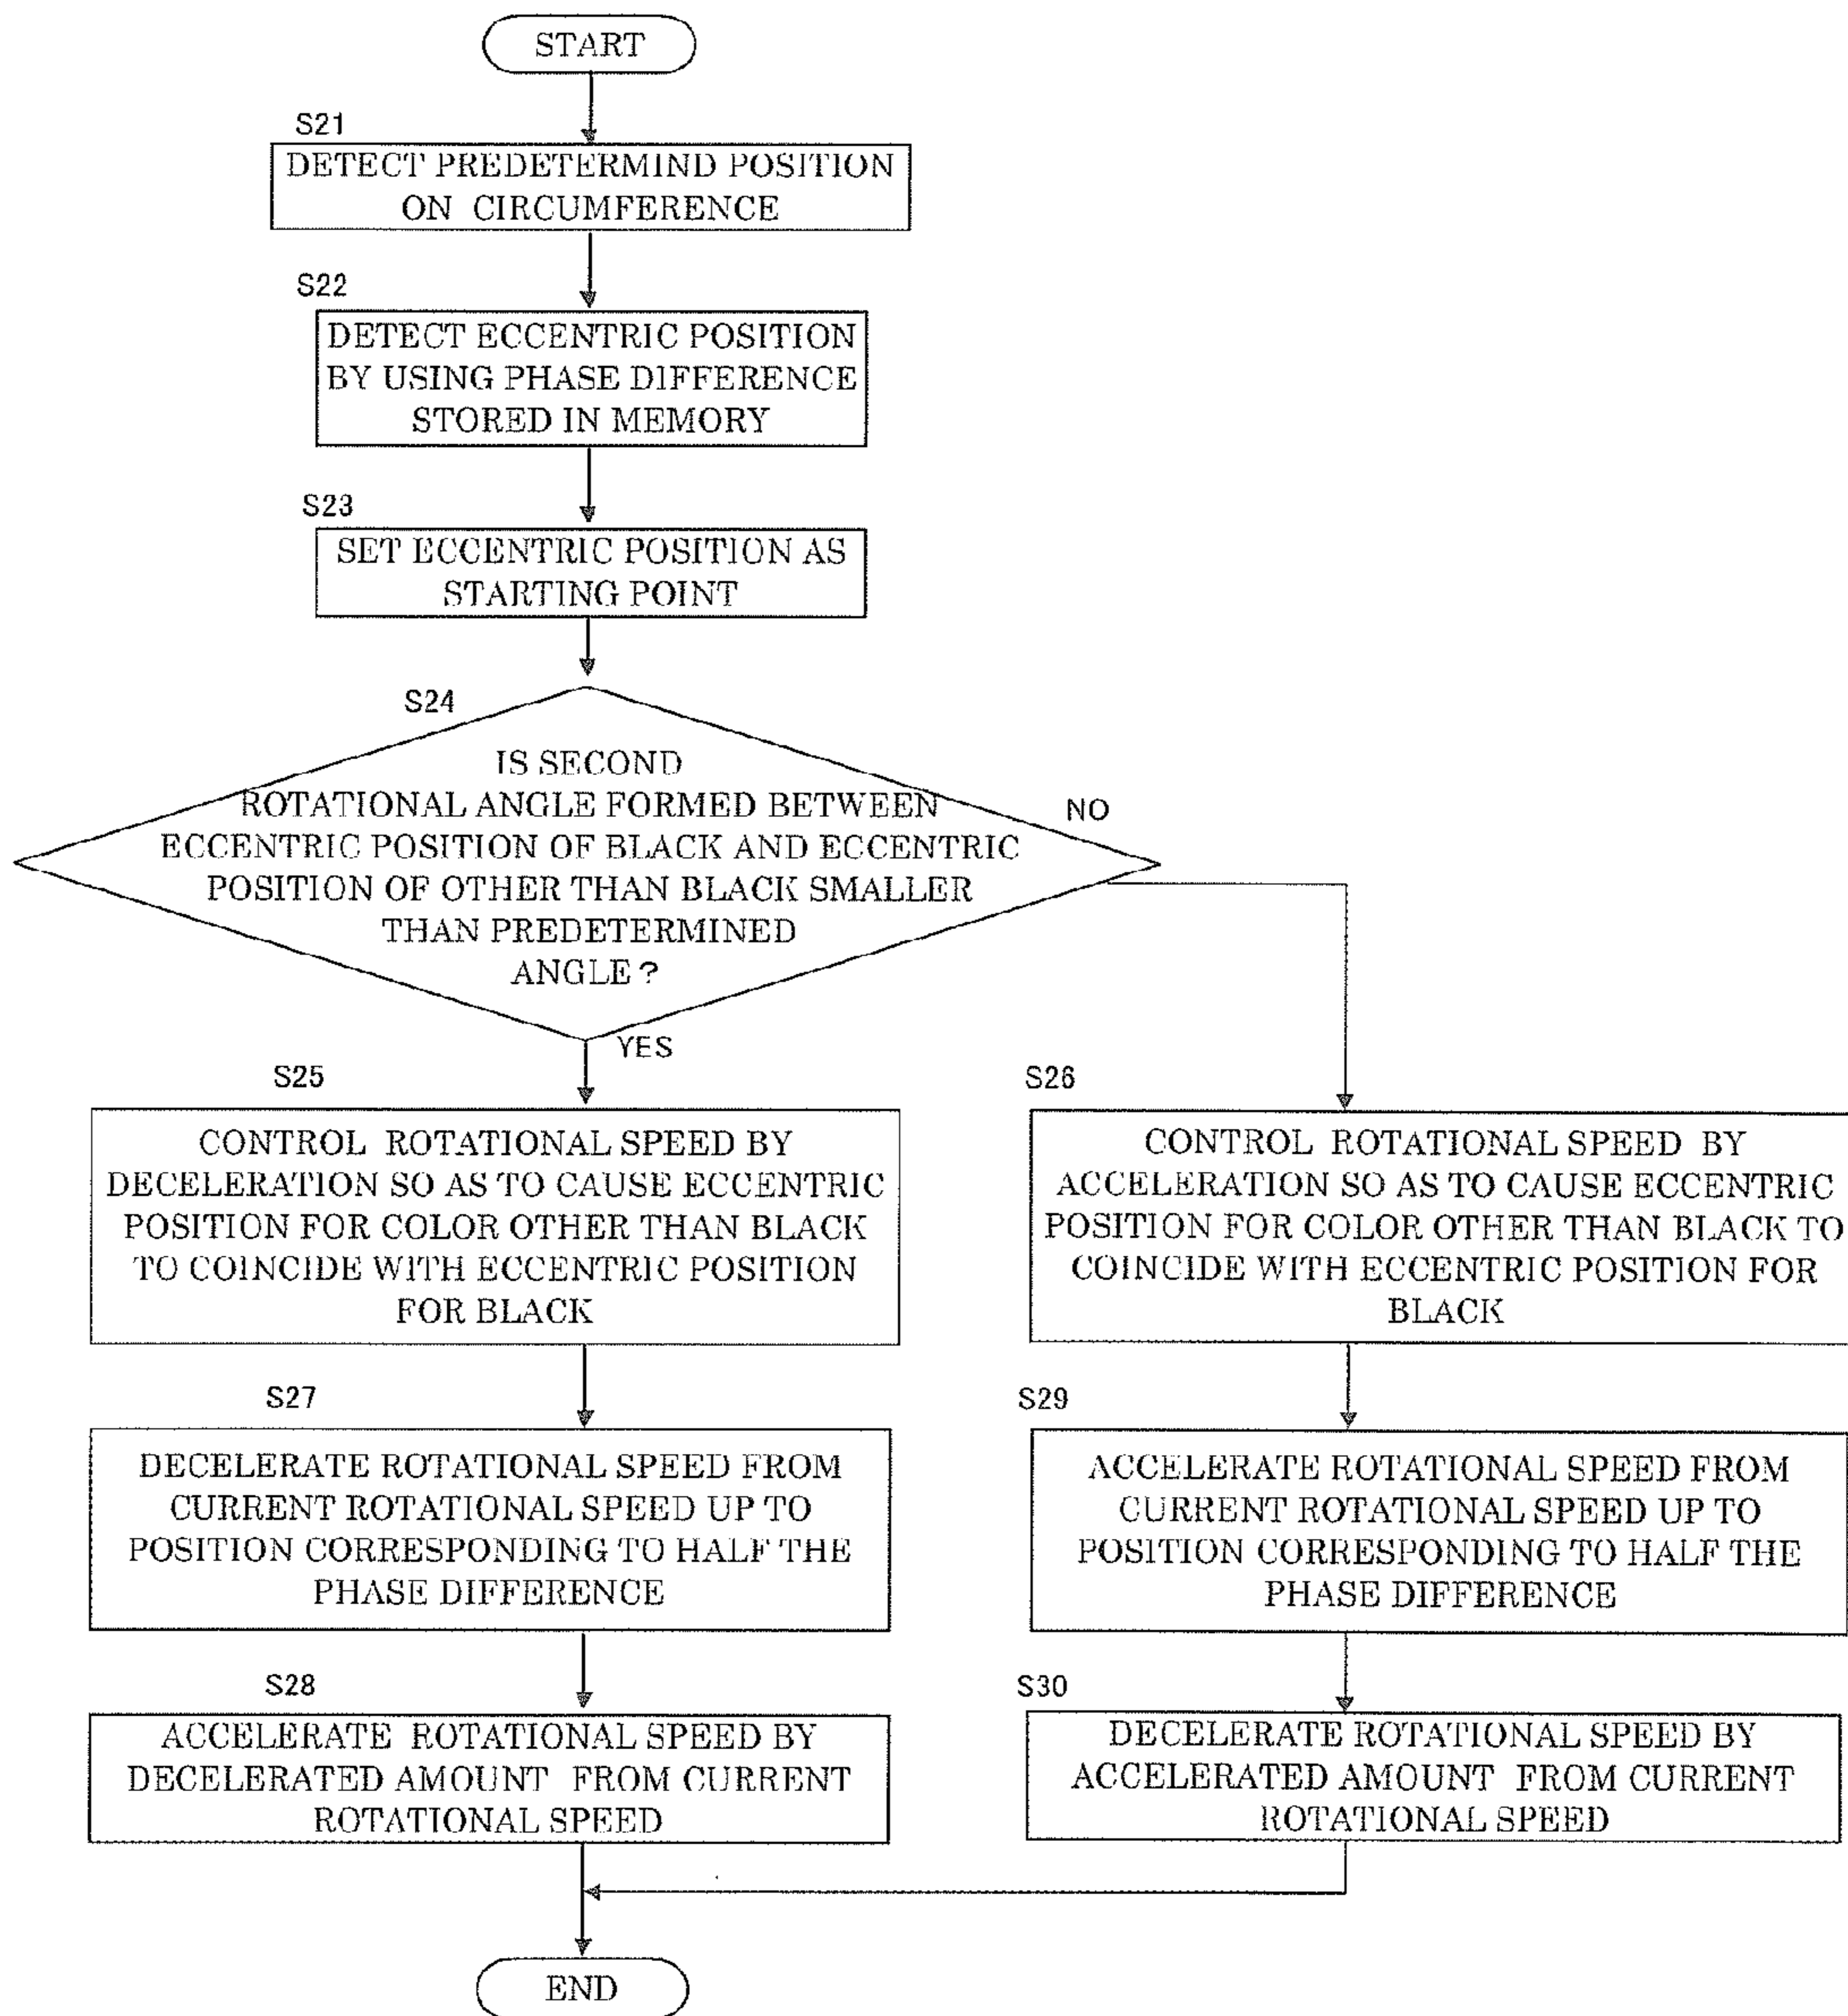 START
S21
DETECT PREDETERMIND POSITION
ON CIRCUMFERENCE
S22
DETECT ECCENTRIC POSITION
BY USING PHASE DIFFERENCE
STORED IN MEMORY
S23
SET ECCENTRIC POSITION AS
STARTING POINT
S24
IS SECOND
ROTATIONAL ANGLE FORMED BETWEEN
ECCENTRIC POSITION OF BLACK AND ECCENTRIC
POSITION OF OTHER THAN BLACK SMALLER
THAN PREDETERMINED
ANGLE?
NO
YES
S25
CONTROL ROTATIONAL SPEED BY
DECELERATION SO AS TO CAUSE ECCENTRIC
POSITION FOR COLOR OTHER THAN BLACK
TO COINCIDE WITH ECCENTRIC POSITION
FOR BLACK
S26
CONTROL ROTATIONAL SPEED BY
ACCELERATION SO AS TO CAUSE ECCENTRIC
POSITION FOR COLOR OTHER THAN BLACK TO
COINCIDE WITH ECCENTRIC POSITION FOR
BLACK
S27
DECELERATE ROTATIONAL SPEED FROM
CURRENT ROTATIONAL SPEED UP TO
POSITION CORRESPONDING TO HALF THE
PHASE DIFFERENCE
S29
ACCELERATE ROTATIONAL SPEED FROM
CURRENT ROTATIONAL SPEED UP TO
POSITION CORRESPONDING TO HALF THE
PHASE DIFFERENCE
S28
ACCELERATE ROTATIONAL SPEED BY
DECELERATED AMOUNT FROM CURRENT
ROTATIONAL SPEED
S30
DECELERATE ROTATIONAL SPEED BY
ACCELERATED AMOUNT FROM CURRENT
ROTATIONAL SPEED
END